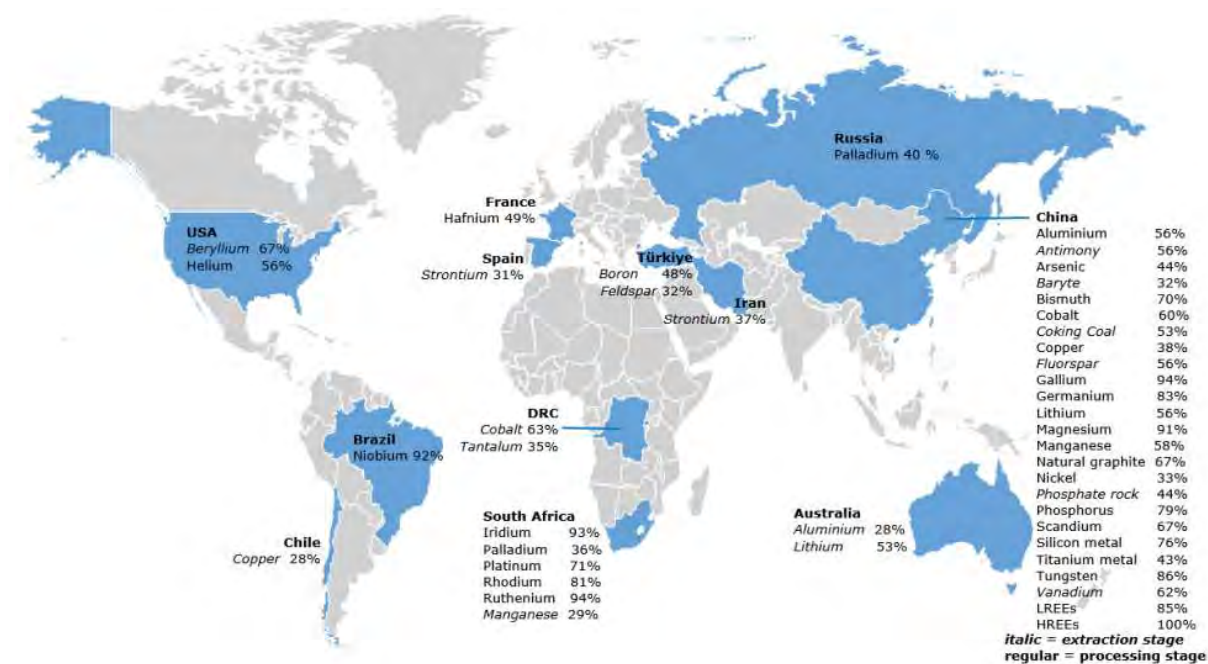 Russia
Palladium 40 %
France
Hafnium 49%
China
Aluminium 56%
Antimony 56%
Arsenic 44%
Baryte 32%
Bismuth 70%
Cobalt 60%
Coking Coal 53%
Copper 38%
Fluorspar 56%
Gallium 94%
Germanium 83%
Lithium 56%
Magnesium 91%
Manganese 58%
Natural graphite 67%
Nickel 33%
Phosphate rock 44%
Phosphorus 79%
Scandium 67%
Silicon metal 76%
Titanium metal 43%
Tungsten 86%
Vanadium 62%
LREEs 85%
HREEs 100%
USA
Beryllium 67%
Helium 56%
Spain
Strontium 31%
Türkiye
Boron 48%
Feldspar 32%
Iran
Strontium 37%
DRC
Cobalt 63%
Tantalum 35%
Brazil
Niobium 92%
South Africa
Iridium 93%
Palladium 36%
Platinum 71%
Rhodium 81%
Ruthenium 94%
Manganese 29%
Australia
Aluminium 28%
Lithium 53%
Chile
Copper 28%
italic = extraction stage
regular = processing stage